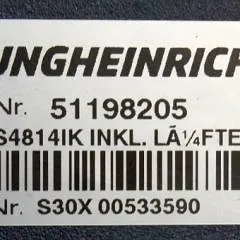 UNGHEINRICH
Nr. 51198205
S4814IK INKL. LÃ¼FTE
Nr. S30X 00533590